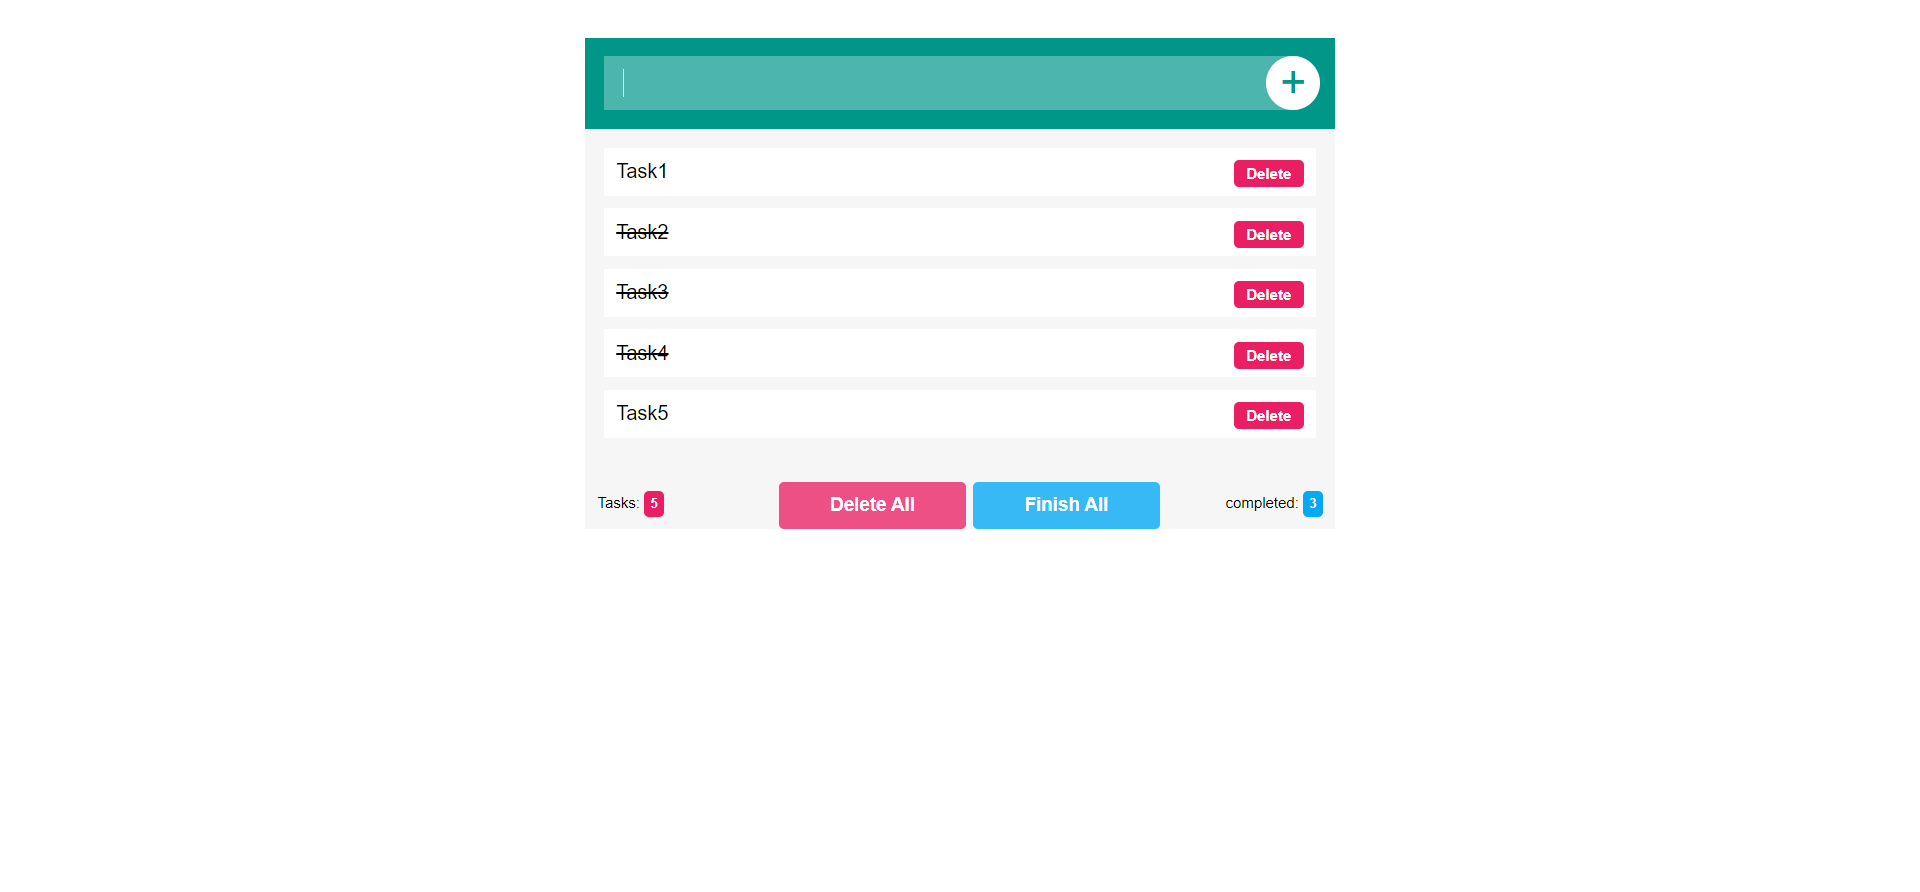 +
Task1 Delete
Task2 Delete
Task3 Delete
Task4 Delete
Task5 Delete
Tasks: 5 Delete All Finish All completed: 3